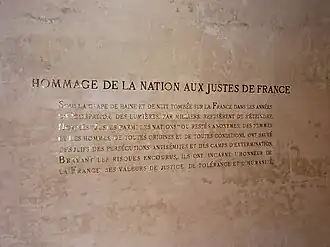 HOMMAGE DE LA NATION AUX JUSTES DE FRANCE
SOUS LA CHAPE DE HAINE ET DE NUIT TOMBÉE SUR LA FRANCE DANS LES ANNÉES
DES LUMIÈRES, PAR MILLIERS, REFUSÈRENT DE S'ÉTEINDRE.
NOMMÉS "JUSTES PARMI LES NATIONS" OU RESTÉS ANONYMES, DES FEMMES
ET DES HOMMES, DE TOUTES ORIGINES ET DE TOUTES CONDITIONS, ONT SAUVÉ
DES JUIFS DES PERSÉCUTIONS ANTISÉMITES ET DES CAMPS D'EXTERMINATION.
BRAVANT LES RISQUES ENCOURUS, ILS ONT INCARNÉ L'HONNEUR DE
LA FRANCE, SES VALEURS DE JUSTICE, DE TOLÉRANCE ET D'HUMANITÉ.